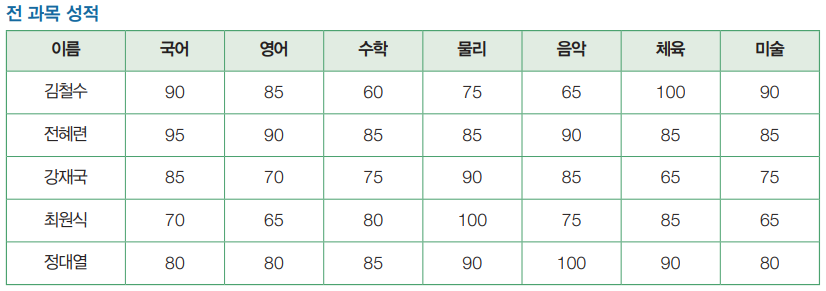 전 과목 성적
이름 국어 영어 수학 물리 음악 체육 미술
김철수 90 85 60 75 65 100 90
전혜련 95 90 85 85 90 85 85
강재국 85 70 75 90 85 65 75
최원식 70 65 80 100 75 85 65
정대열 80 80 85 90 100 90 80